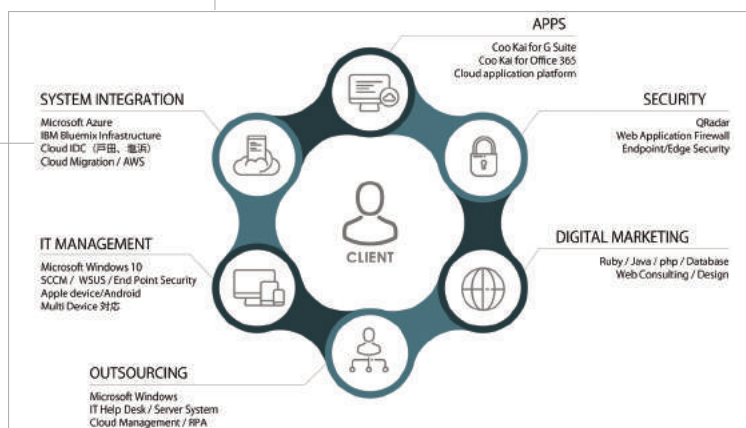 APPS
Coo Kai for G Suite
Coo Kai for Office 365
Cloud application platform
SYSTEM INTEGRATION
Microsoft Azure
IBM Bluemix Infrastructure
Cloud IDC（戸田、塩浜）
Cloud Migration / AWS
SECURITY
QRadar
Web Application Firewall
Endpoint/Edge Security
CLIENT
IT MANAGEMENT
Microsoft Windows 10
SCCM / WSUS / End Point Security
Apple device/Android
Multi Device 対応
DIGITAL MARKETING
Ruby / Java / php / Database
Web Consulting / Design
OUTSOURCING
Microsoft Windows
IT Help Desk / Server System
Cloud Management / RPA